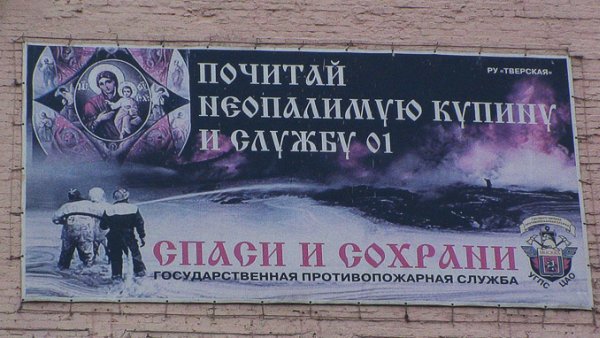 ПОЧИТАЙ
РУ «ТВЕРСКАЯ»
НЕОПАЛИМУЮ КУПИНУ
И СЛУЖБУ 01
СПАСИ И СОХРАНИ
ГОСУДАРСТВЕННАЯ ПРОТИВОПОЖАРНАЯ СЛУЖБА
УГПС ЦАО